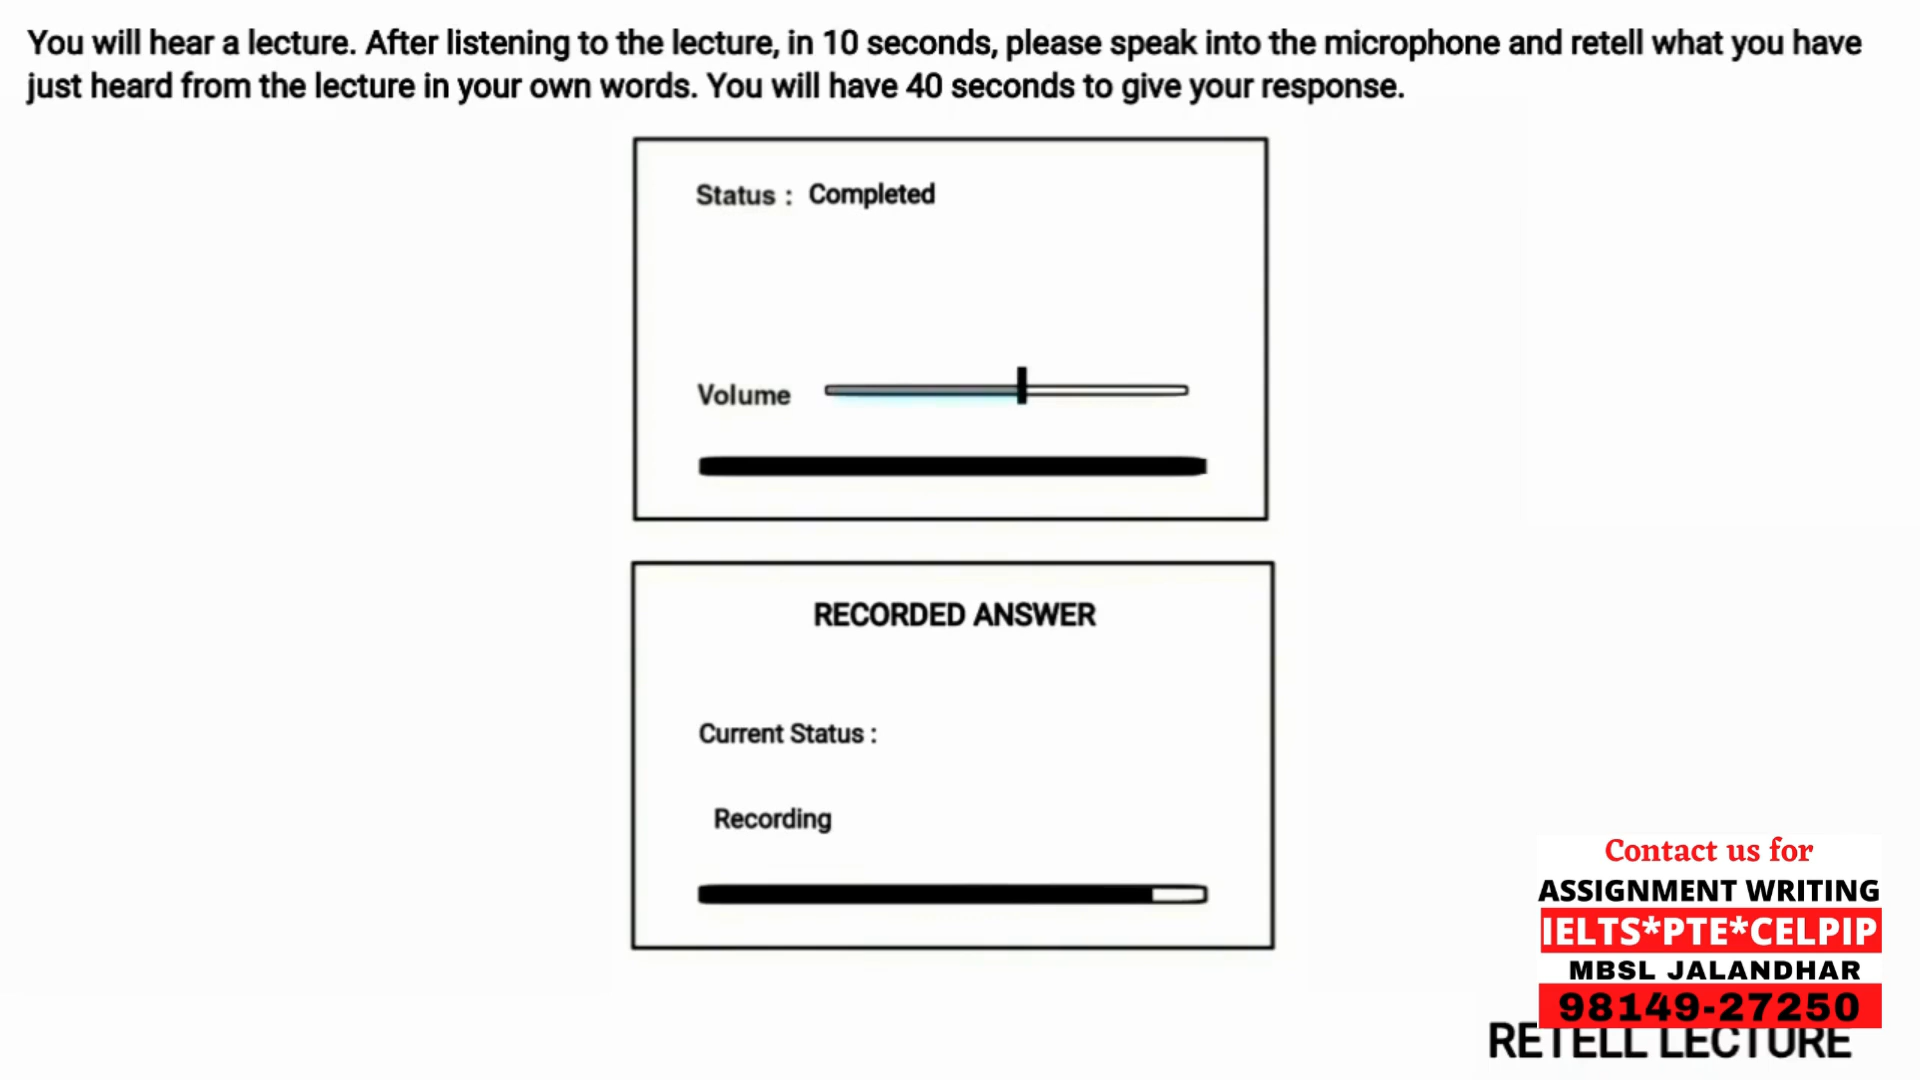 You will hear a lecture. After listening to the lecture, in 10 seconds, please speak into the microphone and retell what you have
just heard from the lecture in your own words. You will have 40 seconds to give your response.
Status : Completed
Volume
RECORDED ANSWER
Current Status :
Recording
Contact us for
ASSIGNMENT WRITING
IELTS*PTE*CELPIP
MBSL JALANDHAR
98149-27250
RETELL LECTURE